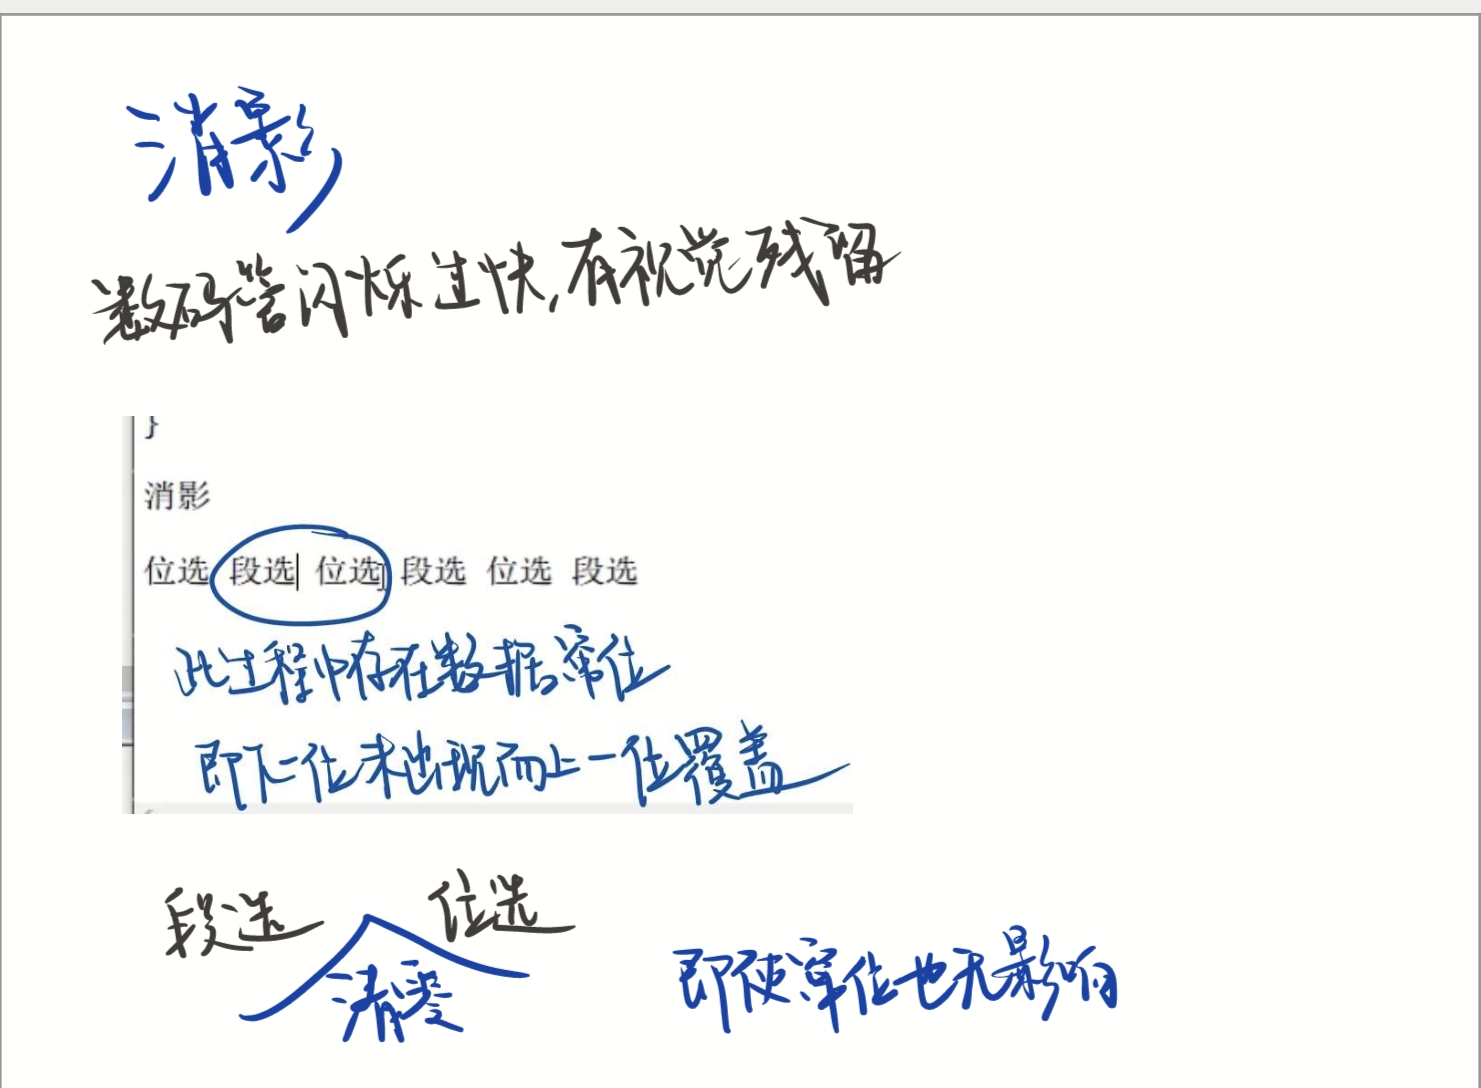 消影
数码管闪烁过快,有视觉残留
}
消影
位选 段选 位选 段选 位选 段选
此过程中存在数据窜位
即下一位未出现而上一位覆盖
段选 位选
清零
即使窜位也无影响